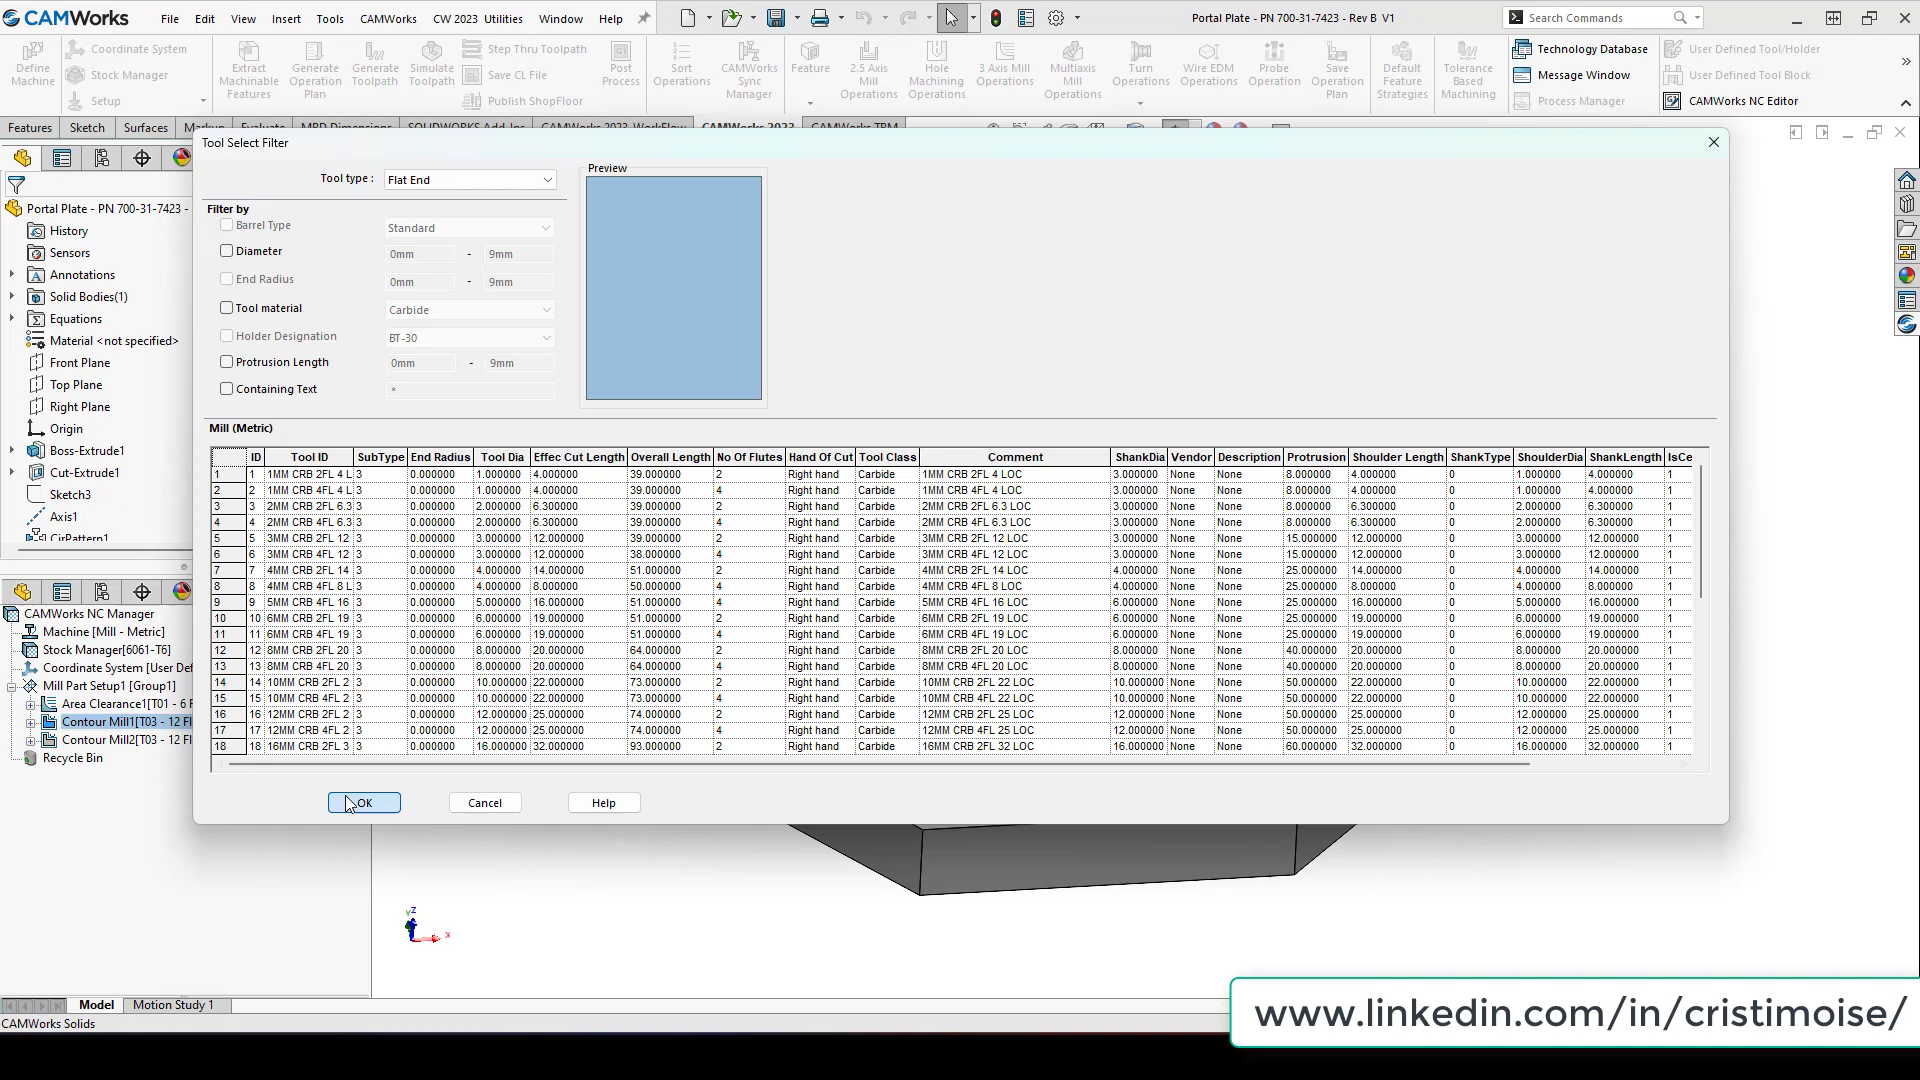 CAMWorks File Edit View Insert Tools CAMWorks CW 2023 Utilities Window Help Portal Plate - PN 700-31-7423 - Rev B V1 Search Commands
Define Machine
Coordinate System
Stock Manager
Setup
Extract Machinable Features
Generate Operation Plan
Generate Toolpath
Simulate Toolpath
Step Thru Toolpath
Save CL File
Publish ShopFloor
Post Process
Sort Operations
CAMWorks Sync Manager
Feature
2.5 Axis Mill Operations
Hole Machining Operations
3 Axis Mill Operations
Multiaxis Mill Operations
Turn Operations
Wire EDM Operations
Probe Operations
Save Operation Plan
Technology Database
Message Window
Process Manager
Default Feature Strategies
Tolerance Based Machining
User Defined Tool/Holder
User Defined Tool Block
CAMWorks NC Editor
Features Sketch Surfaces Markup Evaluate MBD Dimensions SOLIDWORKS Add-Ins CAMWorks 2023 WorkFlow CAMWorks 2023 CAMWorks TBM
Portal Plate - PN 700-31-7423 -
History
Sensors
Annotations
Solid Bodies(1)
Equations
Material <not specified>
Front Plane
Top Plane
Right Plane
Origin
Boss-Extrude1
Cut-Extrude1
Sketch3
Axis1
CirPattern1
CAMWorks NC Manager
Machine [Mill - Metric]
Stock Manager[6061-T6]
Coordinate System [User Def
Mill Part Setup1 [Group1]
Area Clearance1[T01 - 6 F
Contour Mill1[T03 - 12 Fl
Contour Mill2[T03 - 12 Fl
Recycle Bin
Tool Select Filter
Tool type : Flat End
Filter by
Barrel Type Standard
Diameter 0mm - 9mm
End Radius 0mm - 9mm
Tool material Carbide
Holder Designation BT-30
Protrusion Length 0mm - 9mm
Containing Text *
Preview
Mill (Metric)
ID Tool ID SubType End Radius Tool Dia Effec Cut Length Overall Length No Of Flutes Hand Of Cut Tool Class Comment ShankDia Vendor Description Protrusion Shoulder Length ShankType ShoulderDia ShankLength IsCe
1 1 1MM CRB 2FL 4 L 3 0.000000 1.000000 4.000000 39.000000 2 Right hand Carbide 1MM CRB 2FL 4 LOC 3.000000 None None 8.000000 4.000000 0 1.000000 4.000000 1
2 2 1MM CRB 4FL 4 L 3 0.000000 1.000000 4.000000 39.000000 4 Right hand Carbide 1MM CRB 4FL 4 LOC 3.000000 None None 8.000000 4.000000 0 1.000000 4.000000 1
3 3 2MM CRB 2FL 6.3 3 0.000000 2.000000 6.300000 39.000000 2 Right hand Carbide 2MM CRB 2FL 6.3 LOC 3.000000 None None 8.000000 6.300000 0 2.000000 6.300000 1
4 4 2MM CRB 4FL 6.3 3 0.000000 2.000000 6.300000 39.000000 4 Right hand Carbide 2MM CRB 4FL 6.3 LOC 3.000000 None None 8.000000 6.300000 0 2.000000 6.300000 1
5 5 3MM CRB 2FL 12 3 0.000000 3.000000 12.000000 39.000000 2 Right hand Carbide 3MM CRB 2FL 12 LOC 3.000000 None None 15.000000 12.000000 0 3.000000 12.000000 1
6 6 3MM CRB 4FL 12 3 0.000000 3.000000 12.000000 38.000000 4 Right hand Carbide 3MM CRB 4FL 12 LOC 3.000000 None None 15.000000 12.000000 0 3.000000 12.000000 1
7 7 4MM CRB 2FL 14 3 0.000000 4.000000 14.000000 51.000000 2 Right hand Carbide 4MM CRB 2FL 14 LOC 4.000000 None None 25.000000 14.000000 0 4.000000 14.000000 1
8 8 4MM CRB 4FL 8 L 3 0.000000 4.000000 8.000000 50.000000 4 Right hand Carbide 4MM CRB 4FL 8 LOC 4.000000 None None 25.000000 8.000000 0 4.000000 8.000000 1
9 9 5MM CRB 4FL 16 3 0.000000 5.000000 16.000000 51.000000 4 Right hand Carbide 5MM CRB 4FL 16 LOC 6.000000 None None 25.000000 16.000000 0 5.000000 16.000000 1
10 10 6MM CRB 2FL 19 3 0.000000 6.000000 19.000000 51.000000 2 Right hand Carbide 6MM CRB 2FL 19 LOC 6.000000 None None 25.000000 19.000000 0 6.000000 19.000000 1
11 11 6MM CRB 4FL 19 3 0.000000 6.000000 19.000000 51.000000 4 Right hand Carbide 6MM CRB 4FL 19 LOC 6.000000 None None 25.000000 19.000000 0 6.000000 19.000000 1
12 12 8MM CRB 2FL 20 3 0.000000 8.000000 20.000000 64.000000 2 Right hand Carbide 8MM CRB 2FL 20 LOC 8.000000 None None 40.000000 20.000000 0 8.000000 20.000000 1
13 13 8MM CRB 4FL 20 3 0.000000 8.000000 20.000000 64.000000 4 Right hand Carbide 8MM CRB 4FL 20 LOC 8.000000 None None 40.000000 20.000000 0 8.000000 20.000000 1
14 14 10MM CRB 2FL 2 3 0.000000 10.000000 22.000000 73.000000 2 Right hand Carbide 10MM CRB 2FL 22 LOC 10.000000 None None 50.000000 22.000000 0 10.000000 22.000000 1
15 15 10MM CRB 4FL 2 3 0.000000 10.000000 22.000000 73.000000 4 Right hand Carbide 10MM CRB 4FL 22 LOC 10.000000 None None 50.000000 22.000000 0 10.000000 22.000000 1
16 16 12MM CRB 2FL 2 3 0.000000 12.000000 25.000000 74.000000 2 Right hand Carbide 12MM CRB 2FL 25 LOC 12.000000 None None 50.000000 25.000000 0 12.000000 25.000000 1
17 17 12MM CRB 4FL 2 3 0.000000 12.000000 25.000000 74.000000 4 Right hand Carbide 12MM CRB 4FL 25 LOC 12.000000 None None 50.000000 25.000000 0 12.000000 25.000000 1
18 18 16MM CRB 2FL 3 3 0.000000 16.000000 32.000000 93.000000 2 Right hand Carbide 16MM CRB 2FL 32 LOC 16.000000 None None 60.000000 32.000000 0 16.000000 32.000000 1
OK Cancel Help
Z
X
Model Motion Study 1
CAMWorks Solids
www.linkedin.com/in/cristimoise/